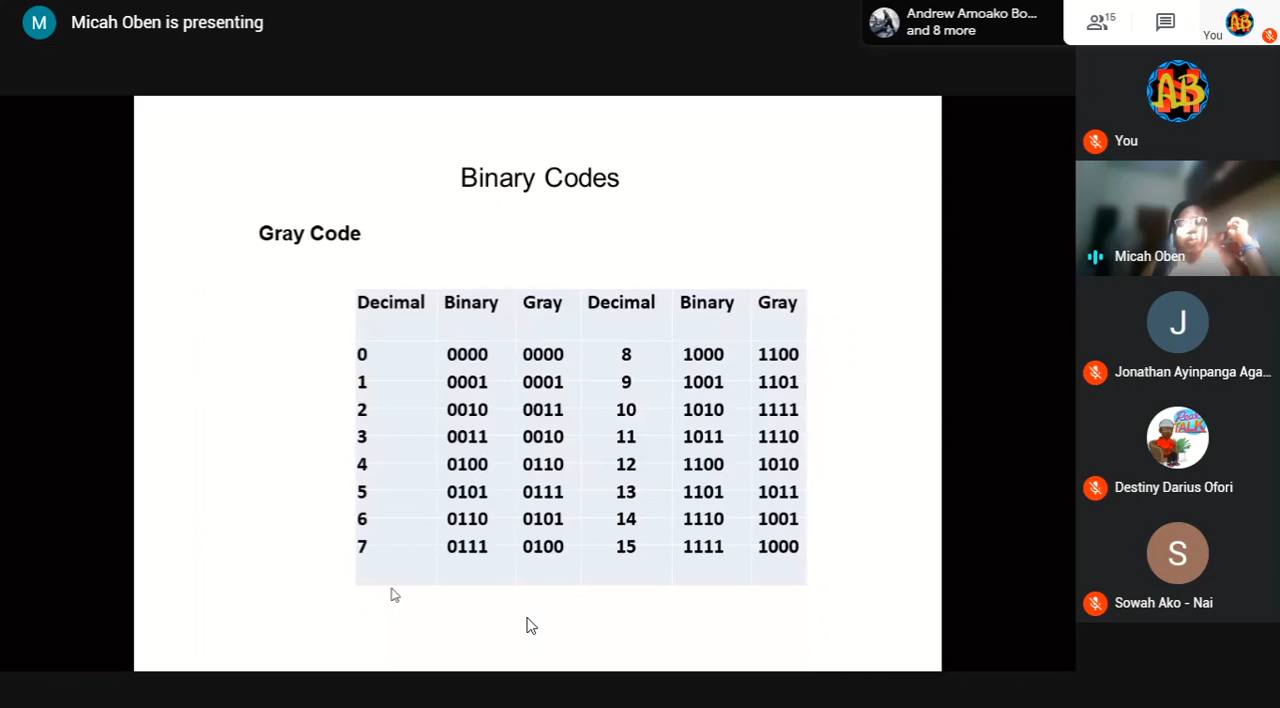 M Micah Oben is presenting
Andrew Amoako Bo...
and 8 more
15
You
AB
You
Binary Codes
Gray Code
Decimal Binary Gray Decimal Binary Gray
0 0000 0000 8 1000 1100
1 0001 0001 9 1001 1101
2 0010 0011 10 1010 1111
3 0011 0010 11 1011 1110
4 0100 0110 12 1100 1010
5 0101 0111 13 1101 1011
6 0110 0101 14 1110 1001
7 0111 0100 15 1111 1000
Micah Oben
J
Jonathan Ayinpanga Aga...
Real
TALK
Destiny Darius Ofori
S
Sowah Ako - Nai